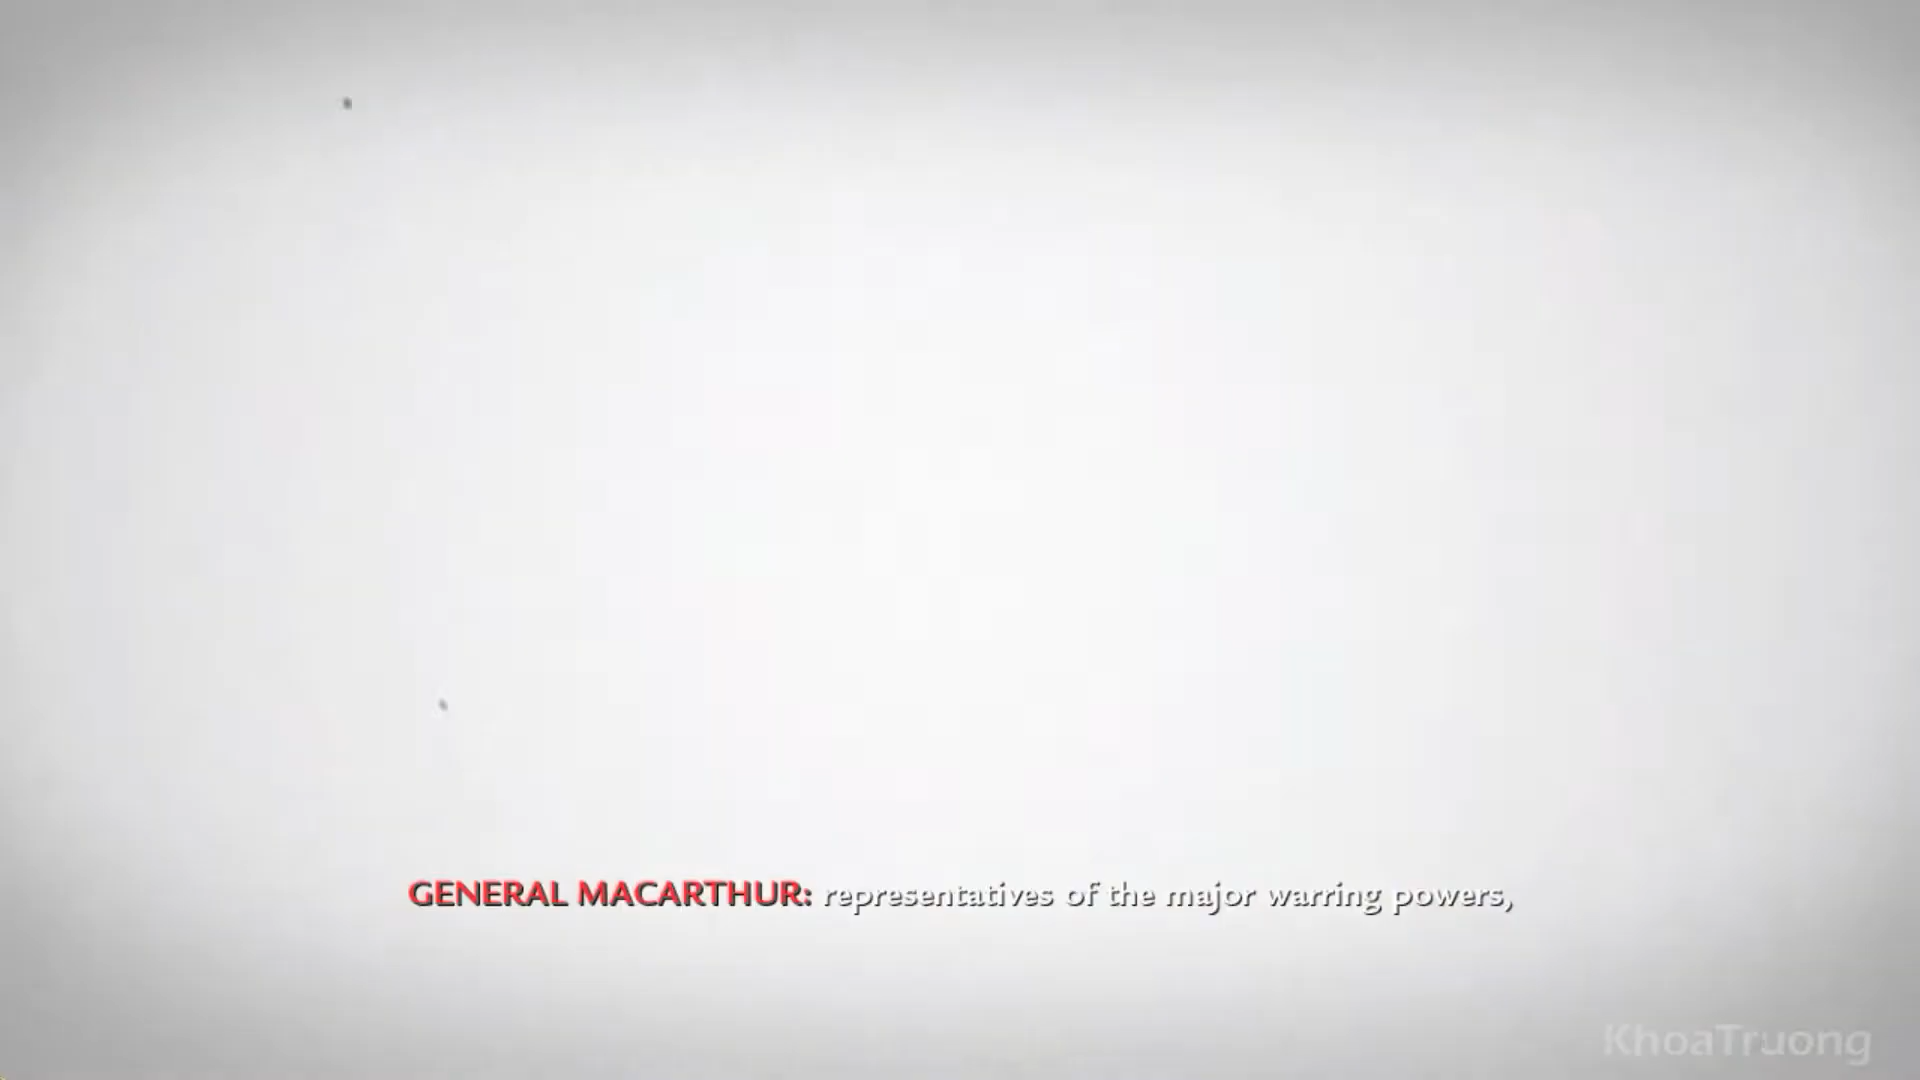 GENERAL MACARTHUR: representatives of the major warring powers,
KhoaTruong